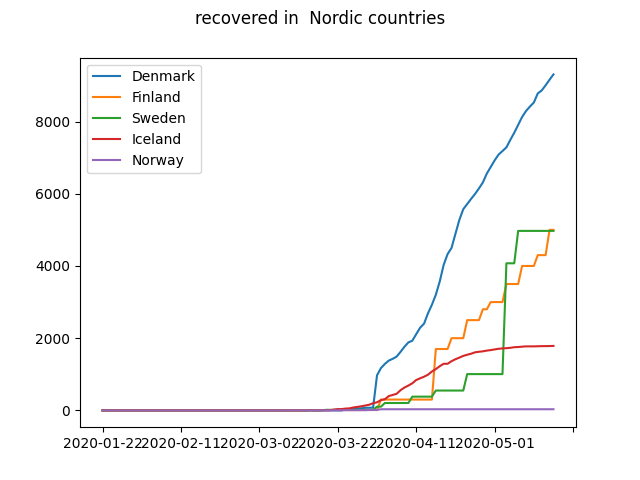 recovered in  Nordic countries
Denmark
Finland
Sweden
Iceland
Norway
8000
6000
4000
2000
0
2020-01-22 2020-02-11 2020-03-02 2020-03-22 2020-04-11 2020-05-01